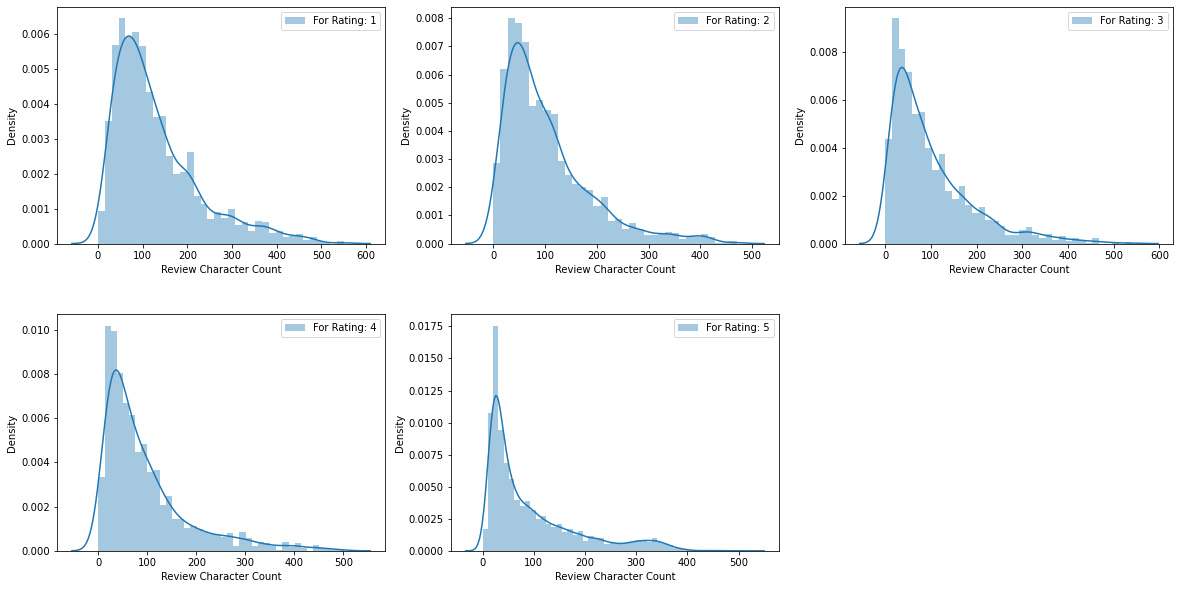 For Rating: 1
0.006
0.005
0.004
0.003
0.002
0.001
0.000
Density
0 100 200 300 400 500 600
Review Character Count
For Rating: 2
0.008
0.007
0.006
0.005
0.004
0.003
0.002
0.001
0.000
Density
0 100 200 300 400 500
Review Character Count
For Rating: 3
0.008
0.006
0.004
0.002
0.000
Density
0 100 200 300 400 500 600
Review Character Count
For Rating: 4
0.010
0.008
0.006
0.004
0.002
0.000
Density
0 100 200 300 400 500
Review Character Count
For Rating: 5
0.0175
0.0150
0.0125
0.0100
0.0075
0.0050
0.0025
0.0000
Density
0 100 200 300 400 500
Review Character Count